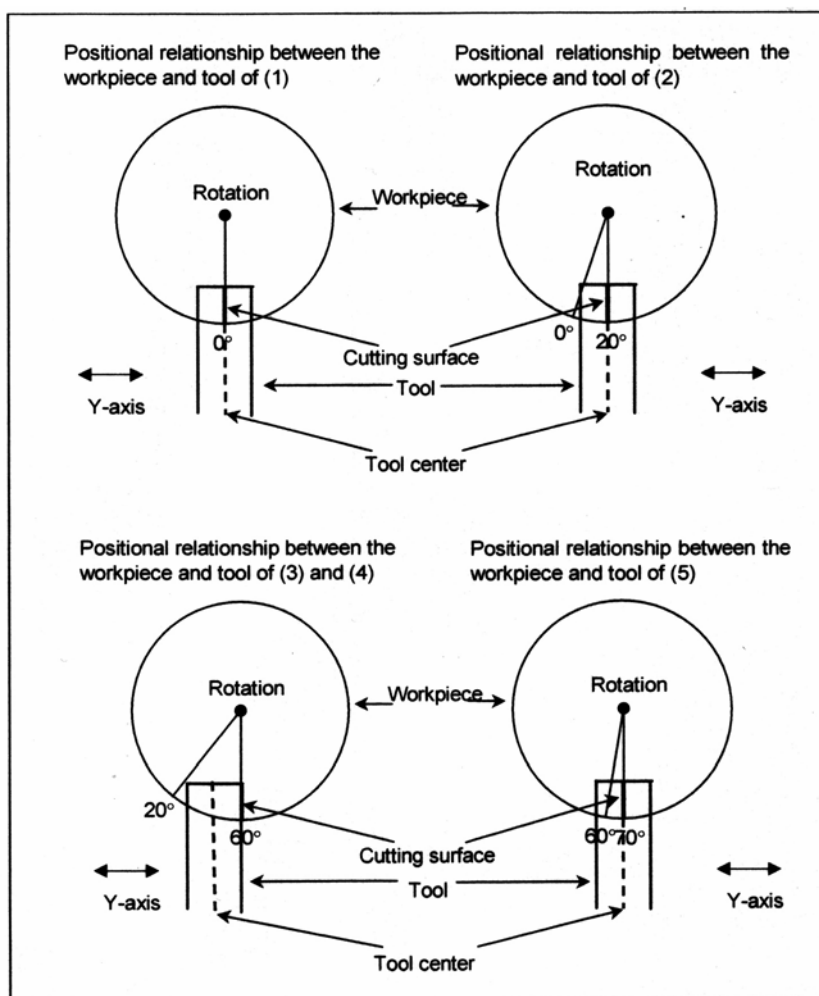 Positional relationship between the
workpiece and tool of (1)
Positional relationship between the
workpiece and tool of (2)
Rotation
Workpiece
Rotation
0°
0°
20°
Cutting surface
Tool
Y-axis
Y-axis
Tool center
Positional relationship between the
workpiece and tool of (3) and (4)
Positional relationship between the
workpiece and tool of (5)
Rotation
Workpiece
Rotation
20°
60°
60°
70°
Cutting surface
Tool
Y-axis
Y-axis
Tool center